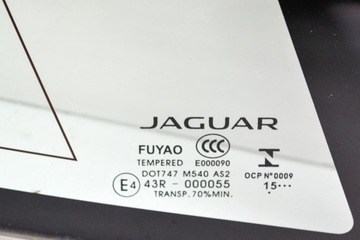 JAGUAR
FUYAO CCC
TEMPERED E000090
DOT747 M540 AS2 OCP Nº0009
E4 43R - 000055 15•••
TRANSP. 70%MIN.